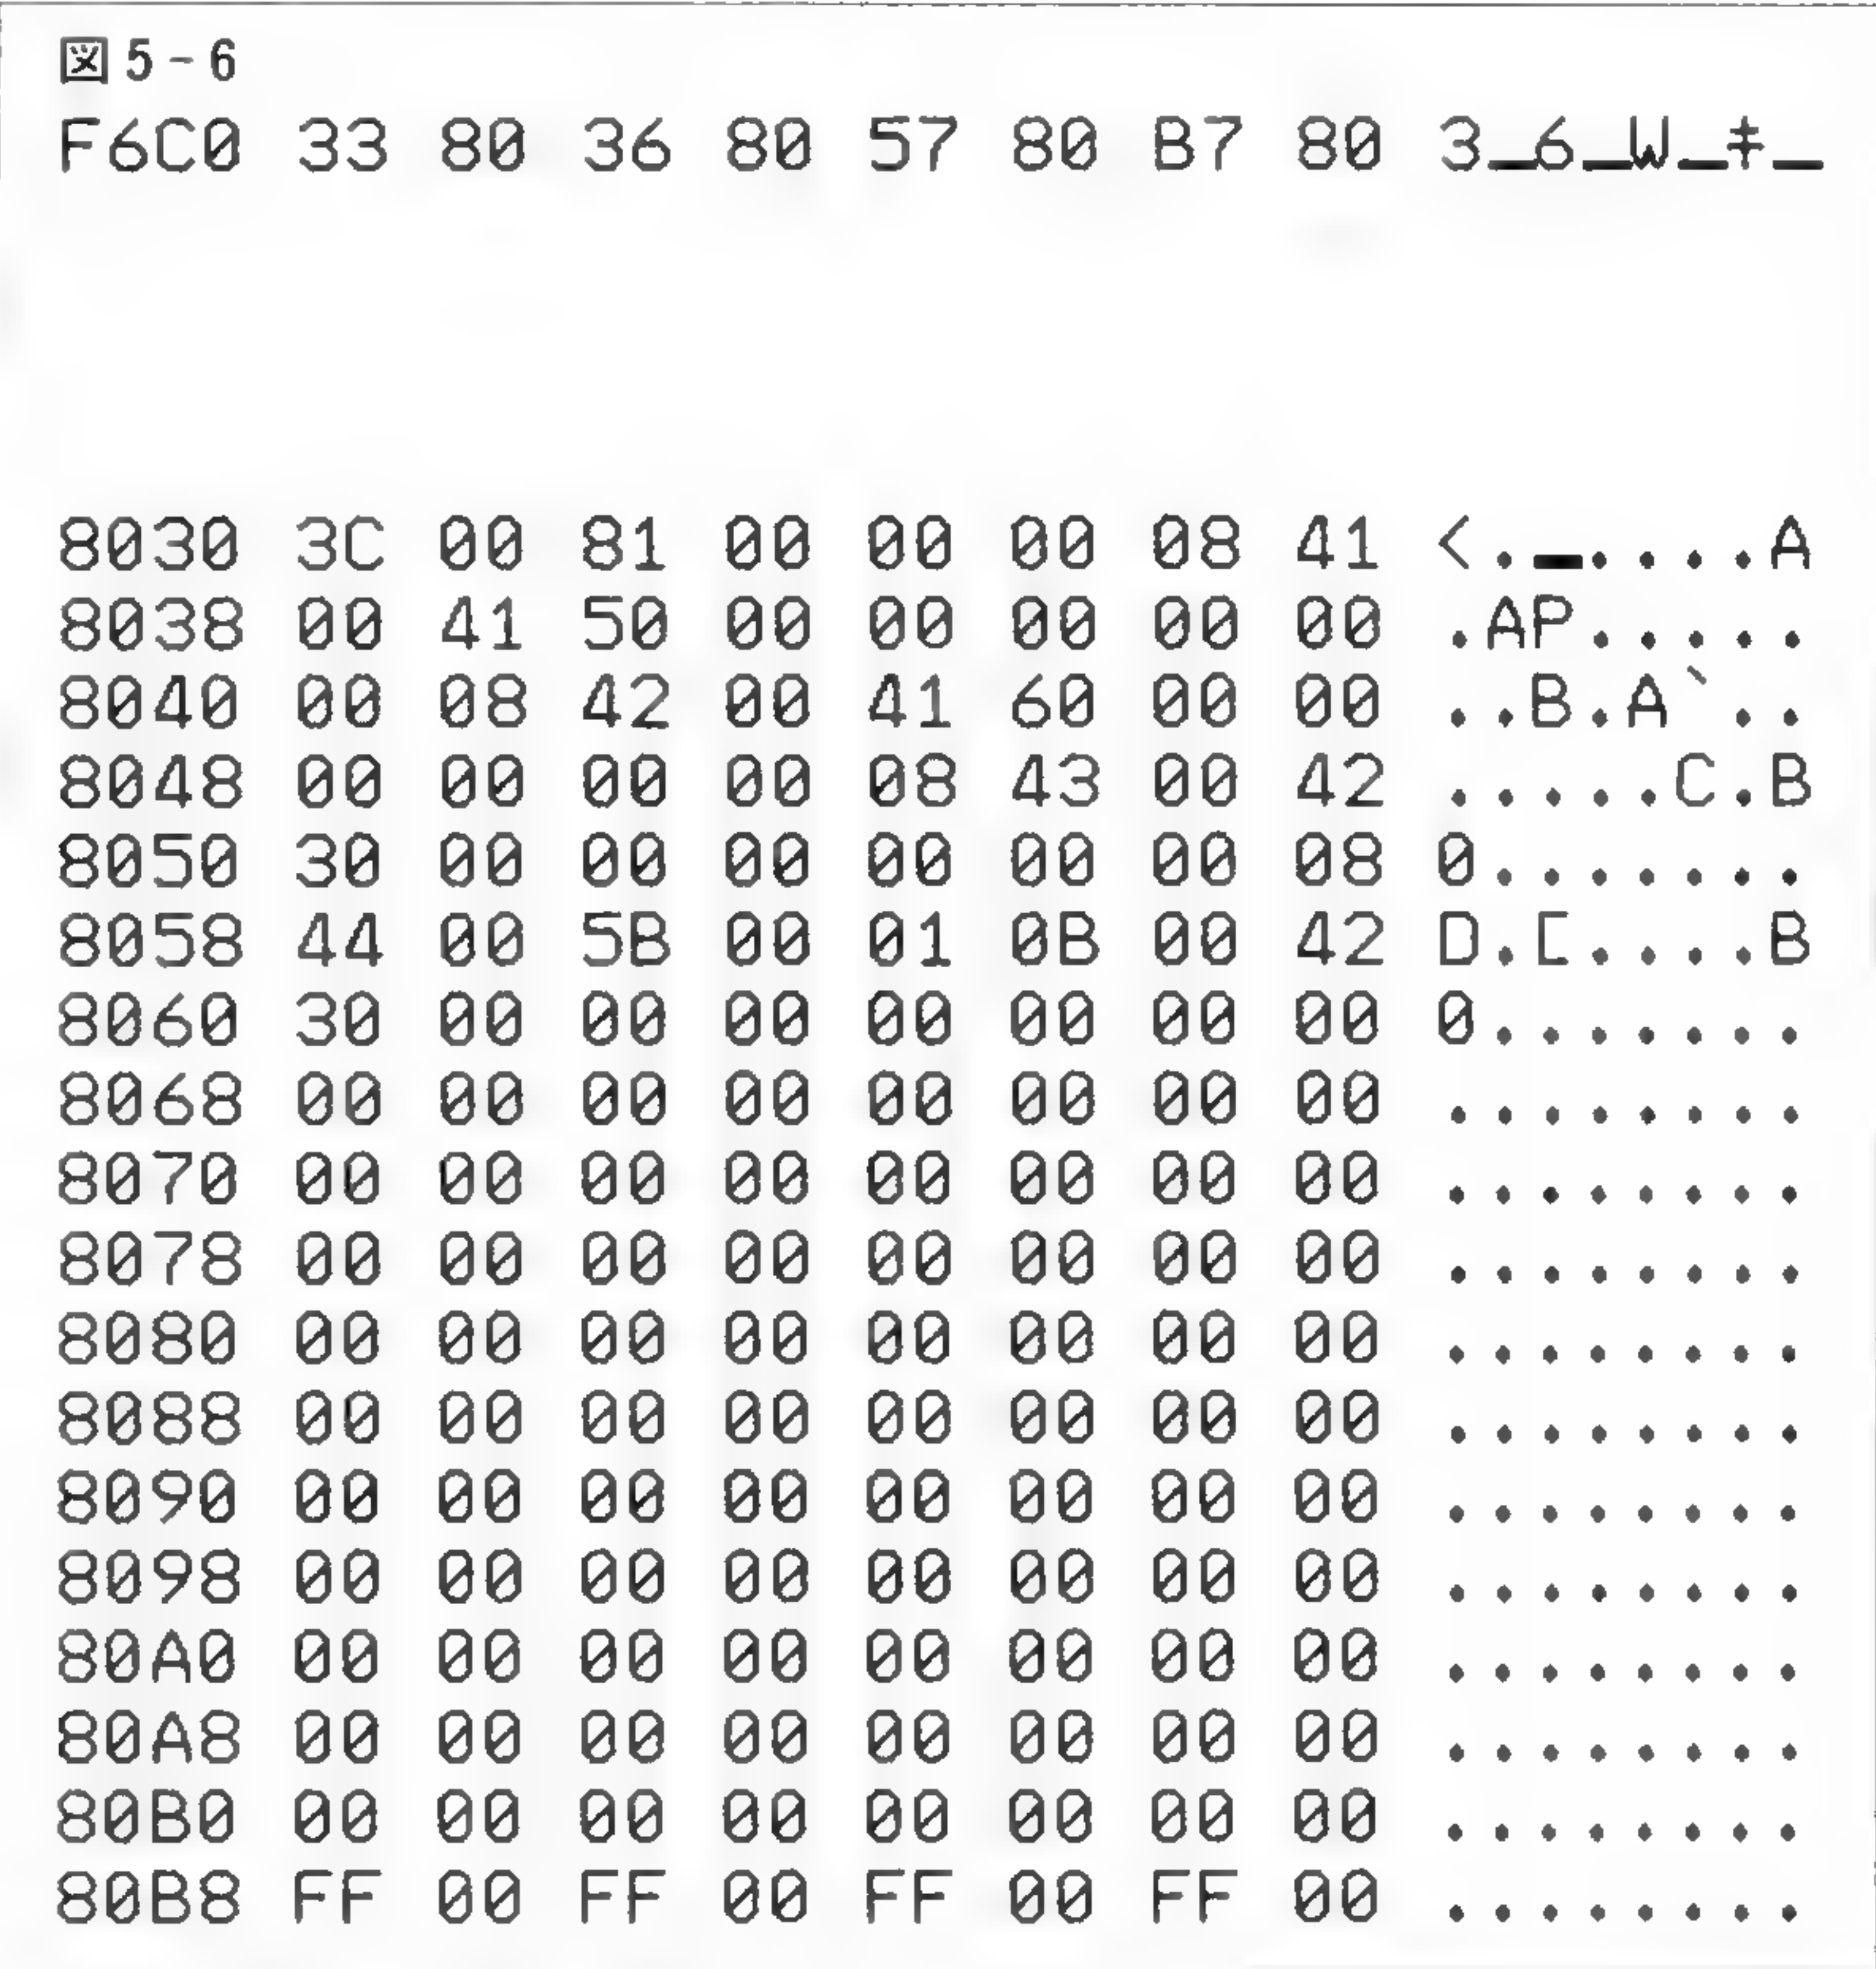 図5-6
F6C0 33 80 36 80 57 80 B7 80 3_6_W_‡_
8030 3C 00 81 00 00 00 08 41 <._....A
8038 00 41 50 00 00 00 00 00 .AP.....
8040 00 08 42 00 41 60 00 00 ..B.A`..
8048 00 00 00 00 08 43 00 42 .....C.B
8050 30 00 00 00 00 00 00 08 0.......
8058 44 00 5B 00 01 0B 00 42 D.[....B
8060 30 00 00 00 00 00 00 00 0.......
8068 00 00 00 00 00 00 00 00 ........
8070 00 00 00 00 00 00 00 00 ........
8078 00 00 00 00 00 00 00 00 ........
8080 00 00 00 00 00 00 00 00 ........
8088 00 00 00 00 00 00 00 00 ........
8090 00 00 00 00 00 00 00 00 ........
8098 00 00 00 00 00 00 00 00 ........
80A0 00 00 00 00 00 00 00 00 ........
80A8 00 00 00 00 00 00 00 00 ........
80B0 00 00 00 00 00 00 00 00 ........
80B8 FF 00 FF 00 FF 00 FF 00 ........